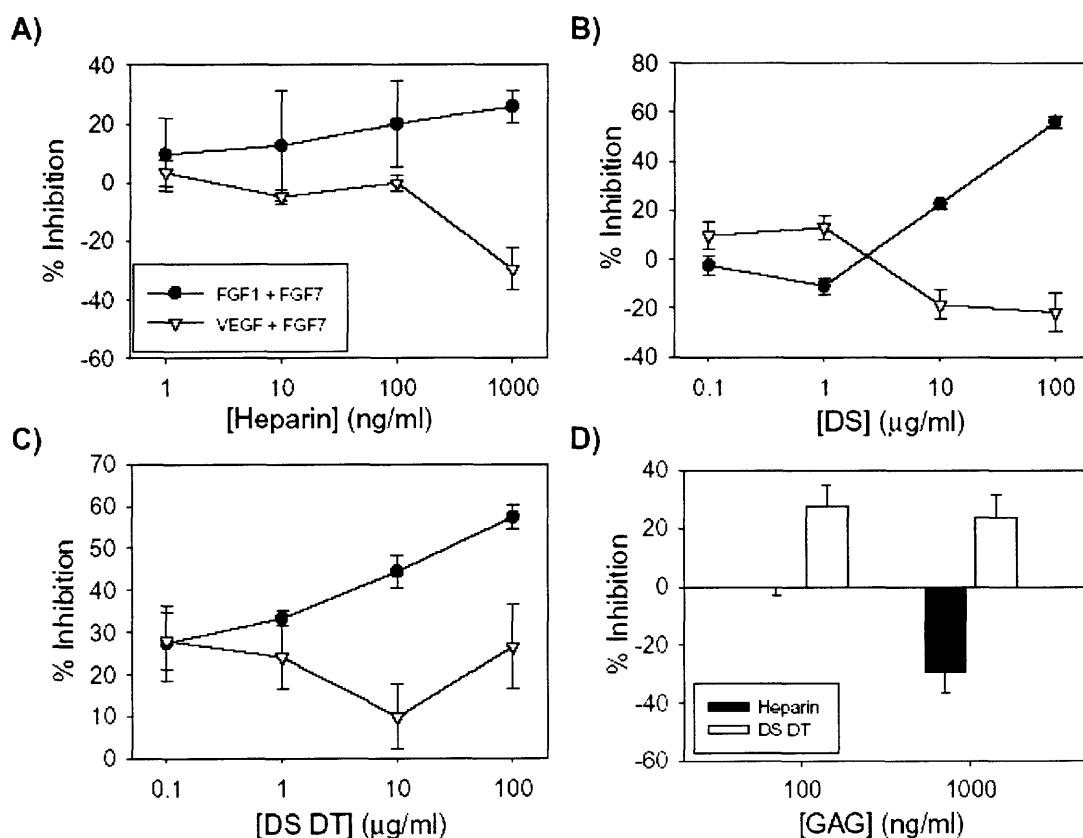 A)
40
20
0
-20
-40
-60
% Inhibition
FGF1 + FGF7
VEGF + FGF7
1 10 100 1000
[Heparin] (ng/ml)
B)
80
60
40
20
0
-20
-40
% Inhibition
0.1 1 10 100
[DS] (μg/ml)
C)
70
60
50
40
30
20
10
0
% Inhibition
0.1 1 10 100
[DS DT] (μg/ml)
D)
40
20
0
-20
-40
-60
% Inhibition
Heparin
DS DT
100 1000
[GAG] (ng/ml)